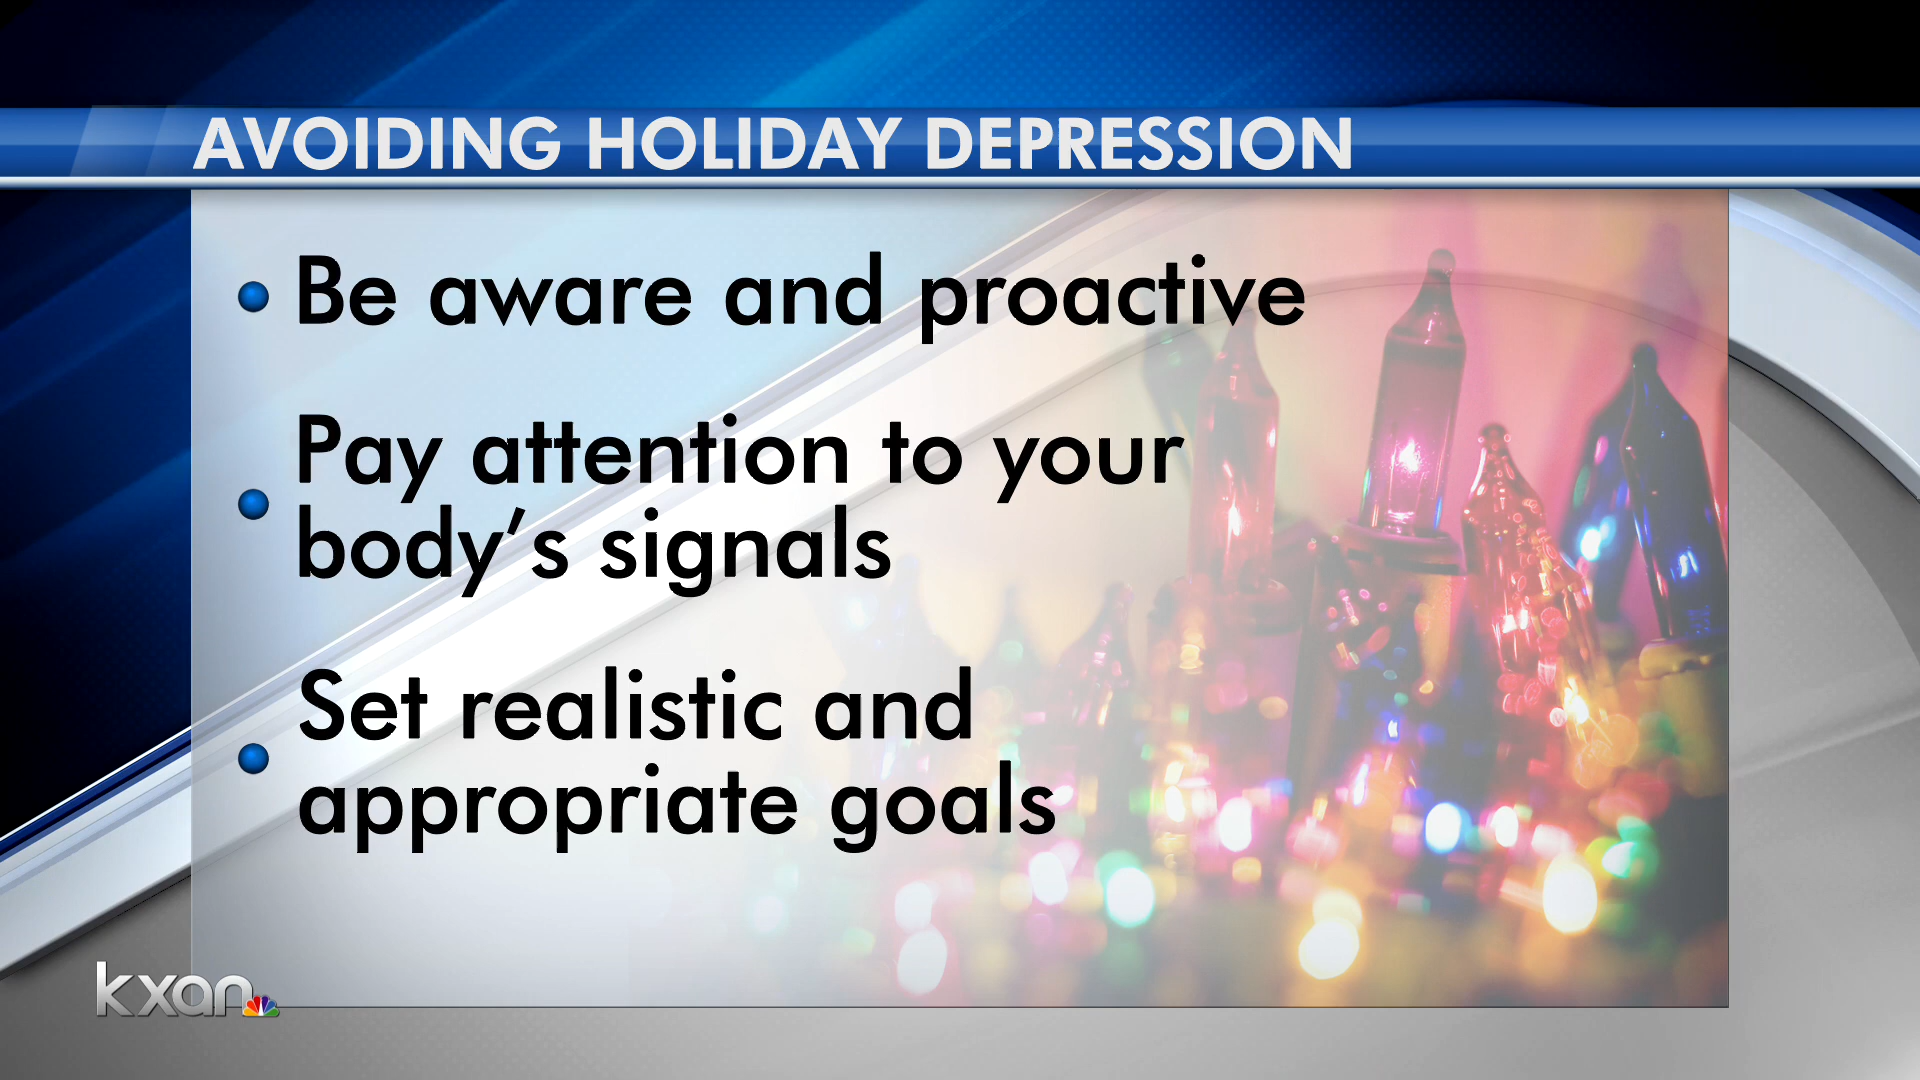 AVOIDING HOLIDAY DEPRESSION
Be aware and proactive
Pay attention to your
body's signals
Set realistic and
appropriate goals
kxan